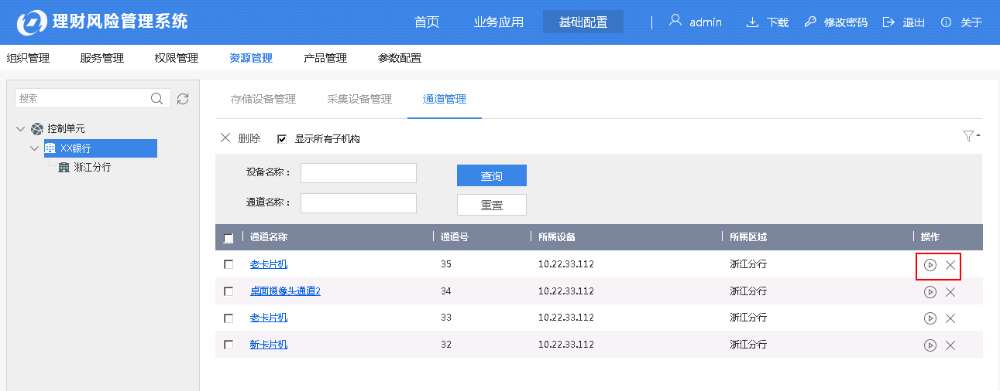 理财风险管理系统
首页 业务应用 基础配置 admin 下载 修改密码 退出 关于
组织管理 服务管理 权限管理 资源管理 产品管理 参数配置
搜索
控制单元
XX银行
浙江分行
存储设备管理 采集设备管理 通道管理
删除 显示所有子机构
设备名称： 查询
通道名称： 重置
通道名称 通道号 所属设备 所属区域 操作
老卡片机 35 10.22.33.112 浙江分行
桌面摄像头通道2 34 10.22.33.112 浙江分行
老卡片机 33 10.22.33.112 浙江分行
新卡片机 32 10.22.33.112 浙江分行